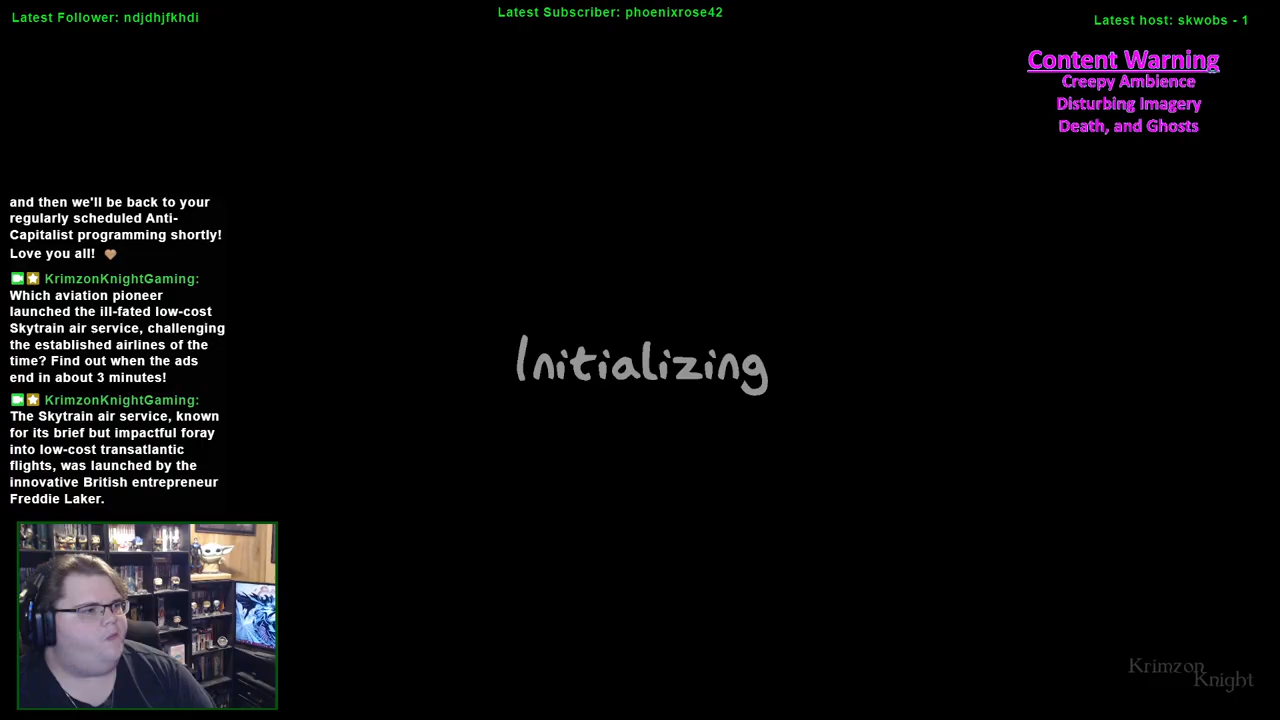 Latest Follower: ndjdhjfkhdi
Latest Subscriber: phoenixrose42
Latest host: skwobs - 1
Content Warning
Creepy Ambience
Disturbing Imagery
Death, and Ghosts
and then we'll be back to your
regularly scheduled Anti-
Capitalist programming shortly!
Love you all!
KrimzonKnightGaming:
Which aviation pioneer
launched the ill-fated low-cost
Skytrain air service, challenging
the established airlines of the
time? Find out when the ads
end in about 3 minutes!
KrimzonKnightGaming:
The Skytrain air service, known
for its brief but impactful foray
into low-cost transatlantic
flights, was launched by the
innovative British entrepreneur
Freddie Laker.
Initializing
Krimzon
Knight